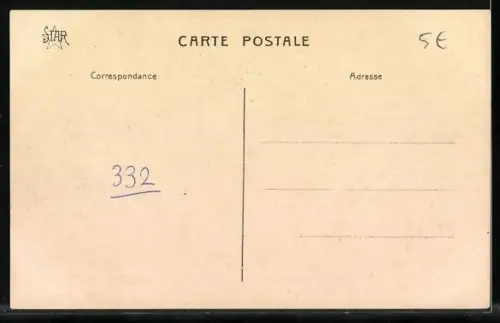 STAR
CARTE POSTALE
5€
Correspondance
Adresse
332